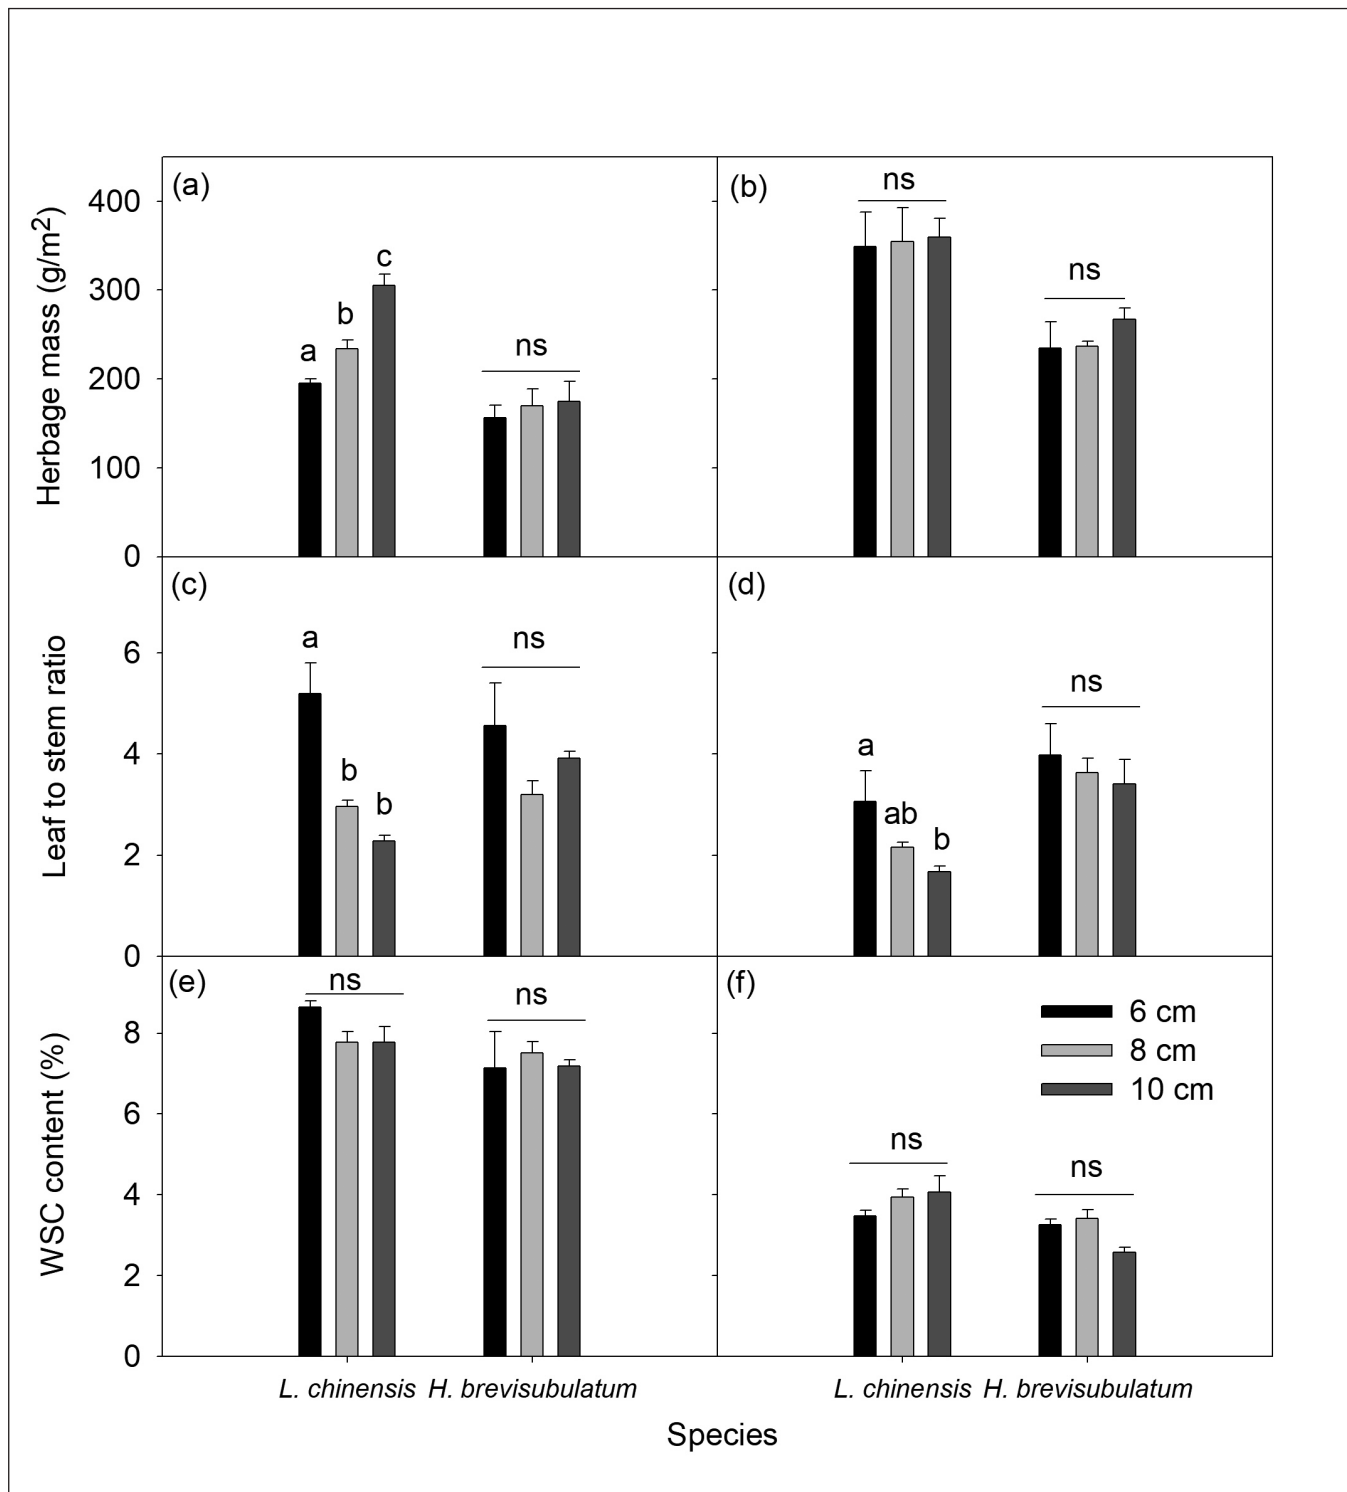 (a)
(b)
Herbage mass (g/m²)
400
300
200
100
0
a
b
c
ns
ns
ns
(c)
(d)
Leaf to stem ratio
6
4
2
0
a
b
b
ns
a
ab
b
ns
(e)
(f)
WSC content (%)
8
6
4
2
0
ns
ns
ns
ns
6 cm
8 cm
10 cm
L. chinensis H. brevisubulatum
L. chinensis H. brevisubulatum
Species